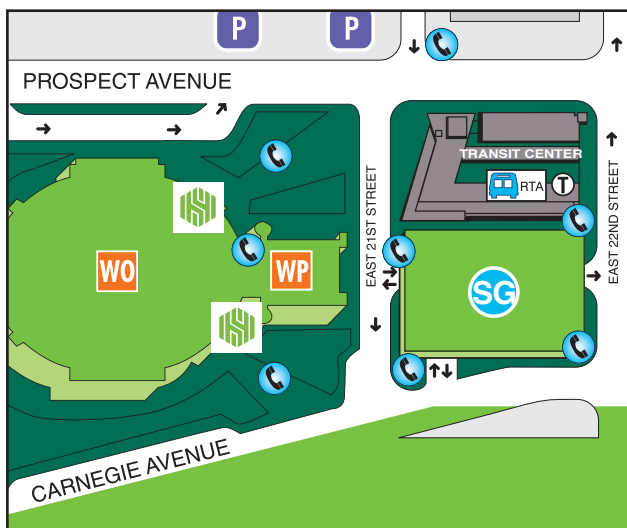 P
P
PROSPECT AVENUE
TRANSIT CENTER
RTA
T
EAST 21ST STREET
EAST 22ND STREET
WO
WP
SG
CARNEGIE AVENUE